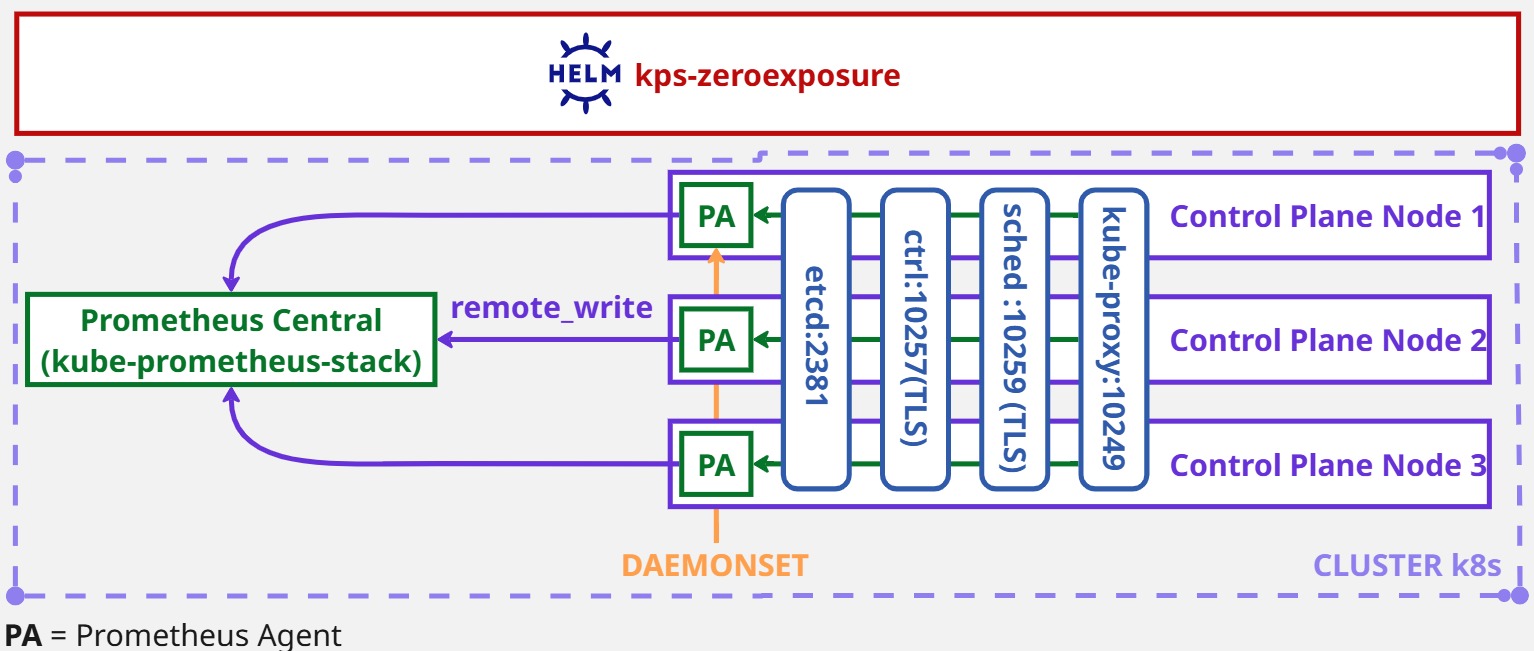 HELM kps-zeroexposure
PA
etcd:2381
ctrl:10257(TLS)
sched :10259 (TLS)
kube-proxy:10249
Control Plane Node 1
Prometheus Central
(kube-prometheus-stack)
remote_write
PA
Control Plane Node 2
PA
Control Plane Node 3
DAEMONSET
CLUSTER k8s
PA = Prometheus Agent